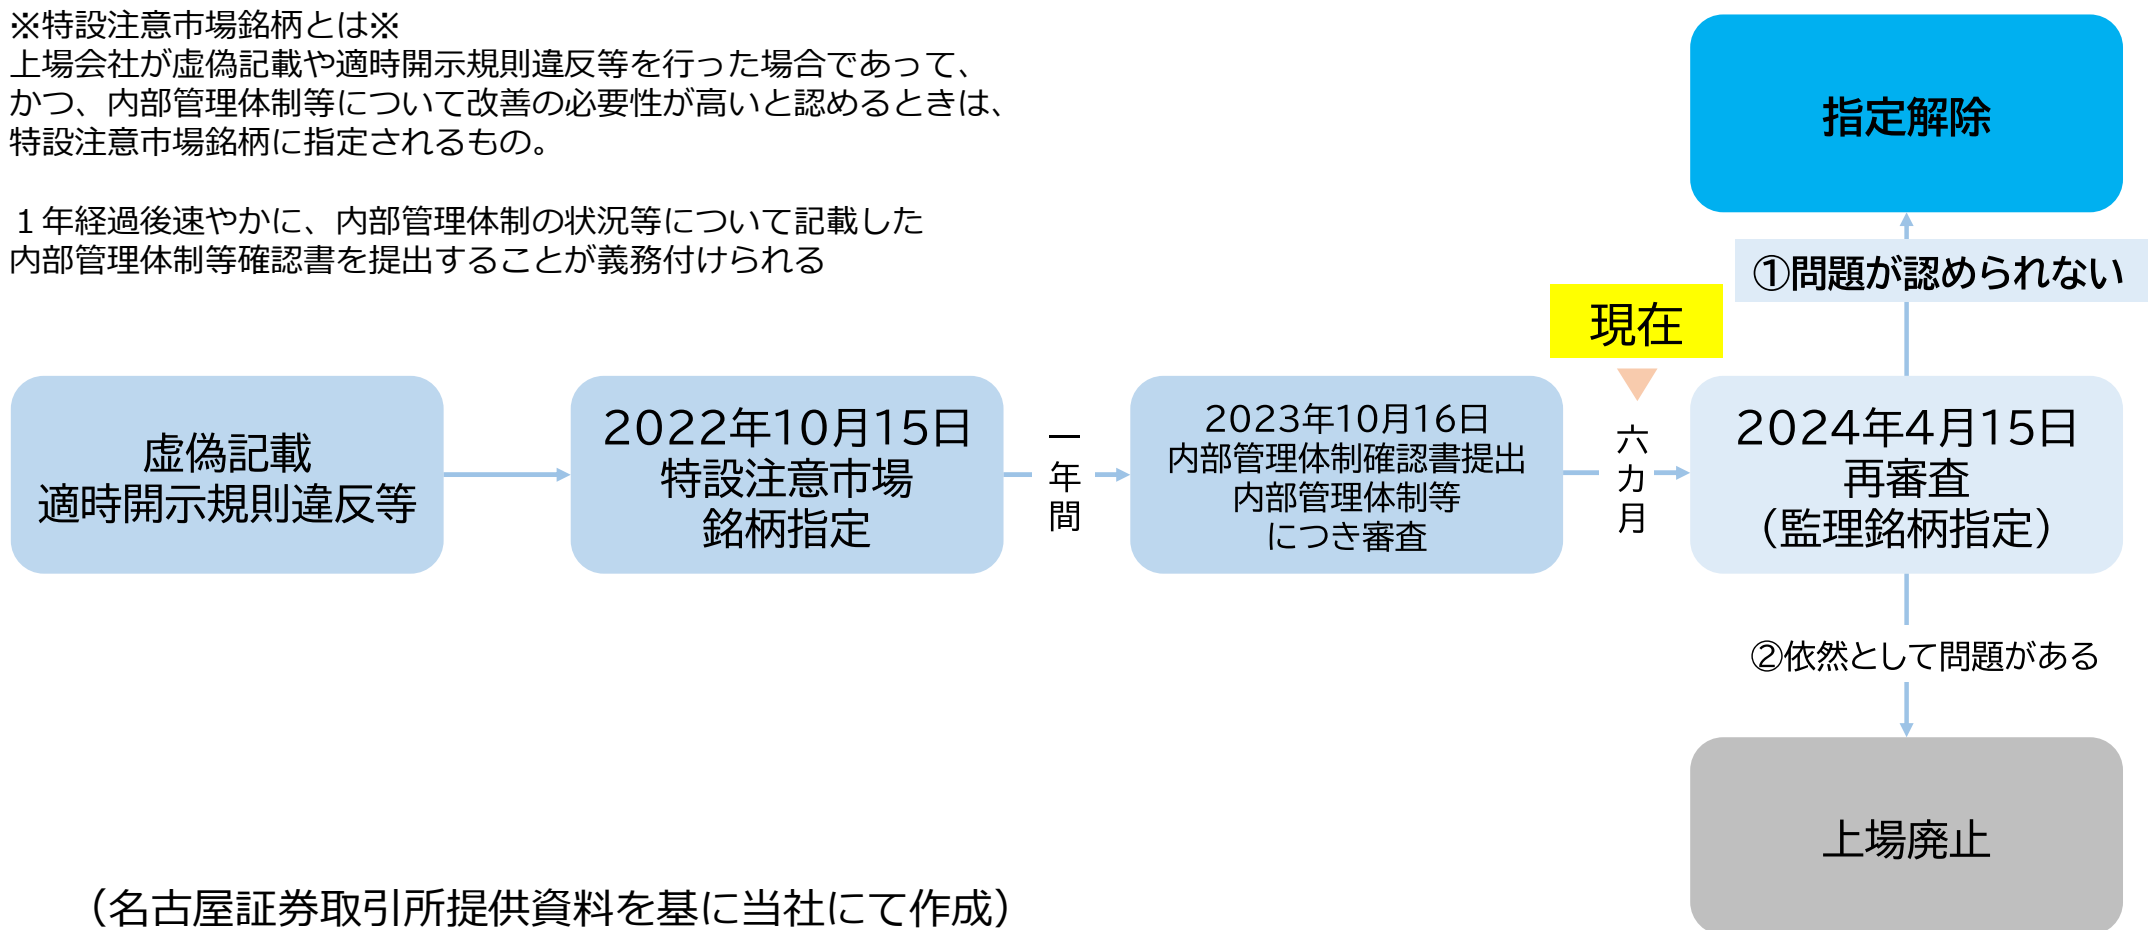 ※特設注意市場銘柄とは※
上場会社が虚偽記載や適時開示規則違反等を行った場合であって、
かつ、内部管理体制等について改善の必要性が高いと認めるときは、
特設注意市場銘柄に指定されるもの。
１年経過後速やかに、内部管理体制の状況等について記載した
内部管理体制等確認書を提出することが義務付けられる
虚偽記載
適時開示規則違反等
2022年10月15日
特設注意市場
銘柄指定
一年間
2023年10月16日
内部管理体制確認書提出
内部管理体制等
につき審査
現在
六カ月
2024年4月15日
再審査
（監理銘柄指定）
①問題が認められない
指定解除
②依然として問題がある
上場廃止
（名古屋証券取引所提供資料を基に当社にて作成）